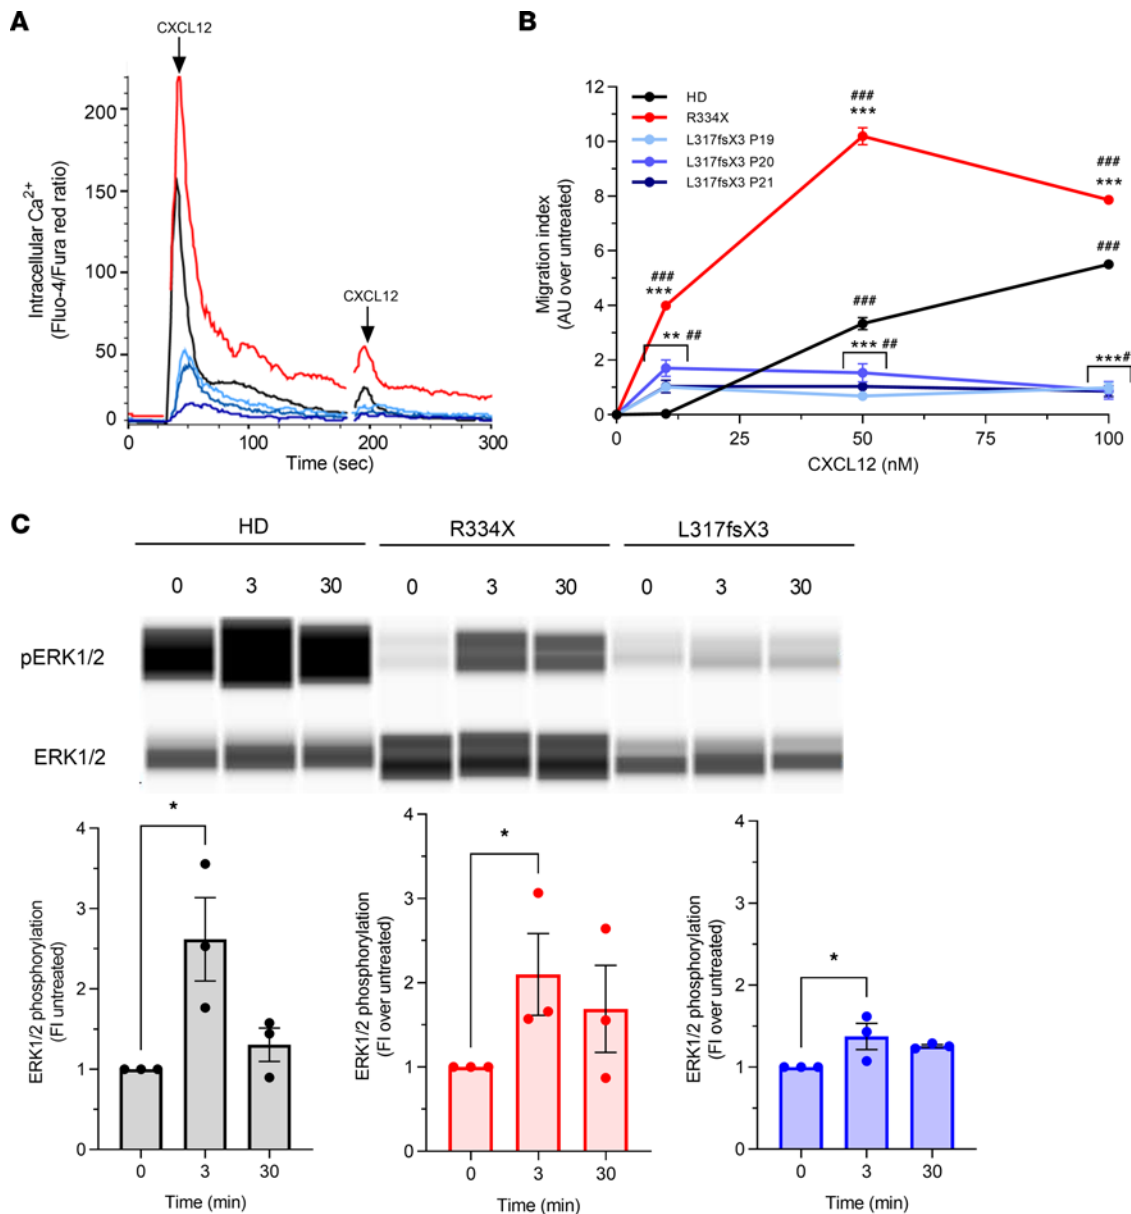 A
CXCL12
CXCL12
Intracellular Ca2+
(Fluo-4/Fura red ratio)
200
150
100
50
0
0
100
200
300
Time (sec)
B
HD
R334X
L317fsX3 P19
L317fsX3 P20
L317fsX3 P21
Migration index
(AU over untreated)
12
10
8
6
4
2
0
###
***
###
***
###
***
###
###
** ##
*** ##
***#
0
25
50
75
100
CXCL12 (nM)
C
HD
R334X
L317fsX3
0 3 30 0 3 30 0 3 30
pERK1/2
ERK1/2
ERK1/2 phosphorylation
(FI untreated)
4
3
2
1
0
*
0 3 30
Time (min)
ERK1/2 phosphorylation
(FI over untreated)
4
3
2
1
0
*
0 3 30
Time (min)
ERK1/2 phosphorylation
(FI over untreated)
4
3
2
1
0
*
0 3 30
Time (min)